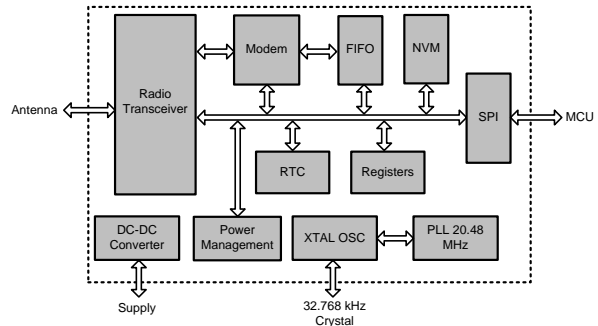 Modem
FIFO
NVM
Radio
Transceiver
Antenna
SPI
MCU
RTC
Registers
DC-DC
Converter
Power
Management
XTAL OSC
PLL 20.48
MHz
Supply
32.768 kHz
Crystal